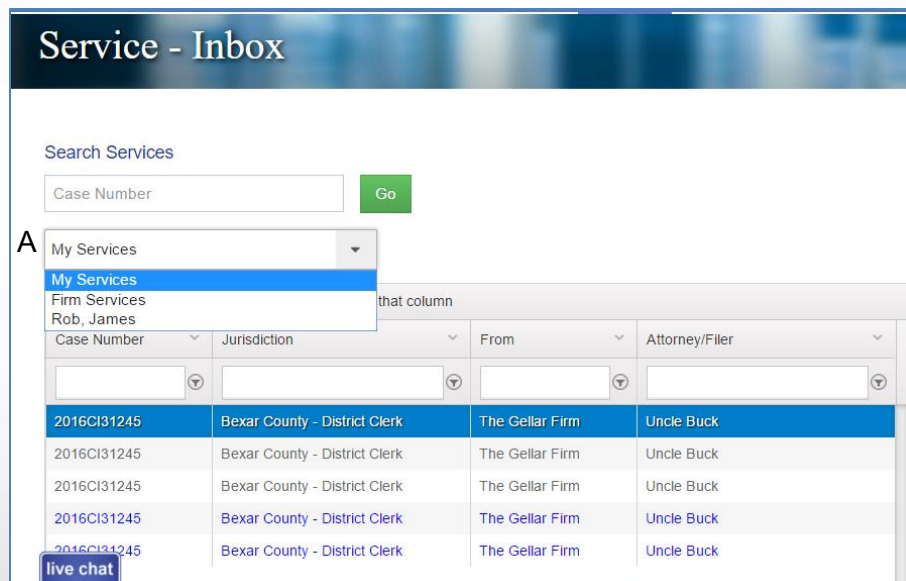 Service - Inbox
Search Services
Case Number
Go
A
My Services
My Services
Firm Services
Rob, James
that column
Case Number Jurisdiction From Attorney/Filer
2016CI31245 Bexar County - District Clerk The Gellar Firm Uncle Buck
2016CI31245 Bexar County - District Clerk The Gellar Firm Uncle Buck
2016CI31245 Bexar County - District Clerk The Gellar Firm Uncle Buck
2016CI31245 Bexar County - District Clerk The Gellar Firm Uncle Buck
2016CI31245 Bexar County - District Clerk The Gellar Firm Uncle Buck
live chat